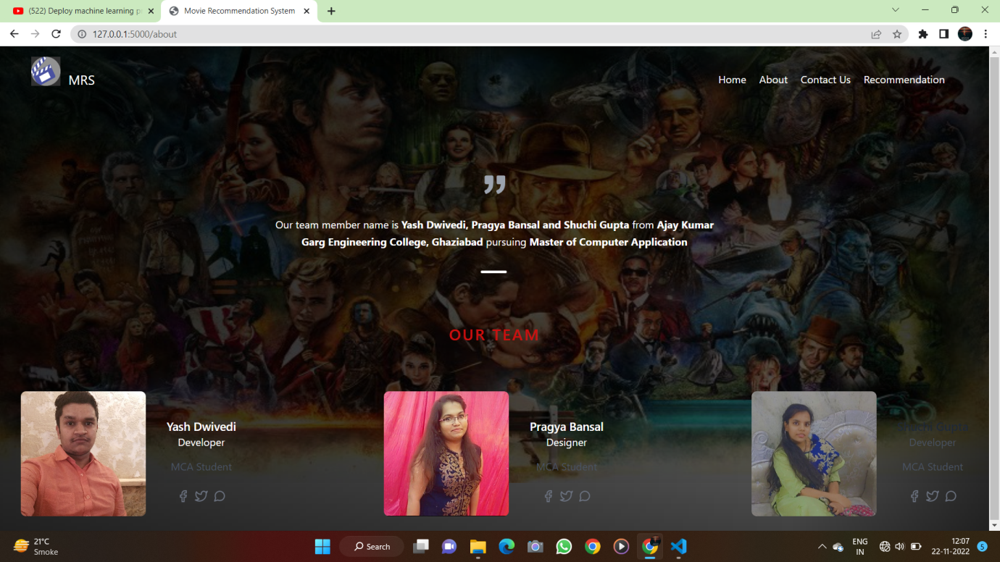 (522) Deploy machine learning p
Movie Recommendation System
127.0.0.1:5000/about
MRS
Home About Contact Us Recommendation
Our team member name is Yash Dwivedi, Pragya Bansal and Shuchi Gupta from Ajay Kumar
Garg Engineering College, Ghaziabad pursuing Master of Computer Application
OUR TEAM
Yash Dwivedi
Developer
MCA Student
Pragya Bansal
Designer
MCA Student
Shuchi Gupta
Developer
MCA Student
21°C
Smoke
Search
ENG
IN
12:07
22-11-2022
5